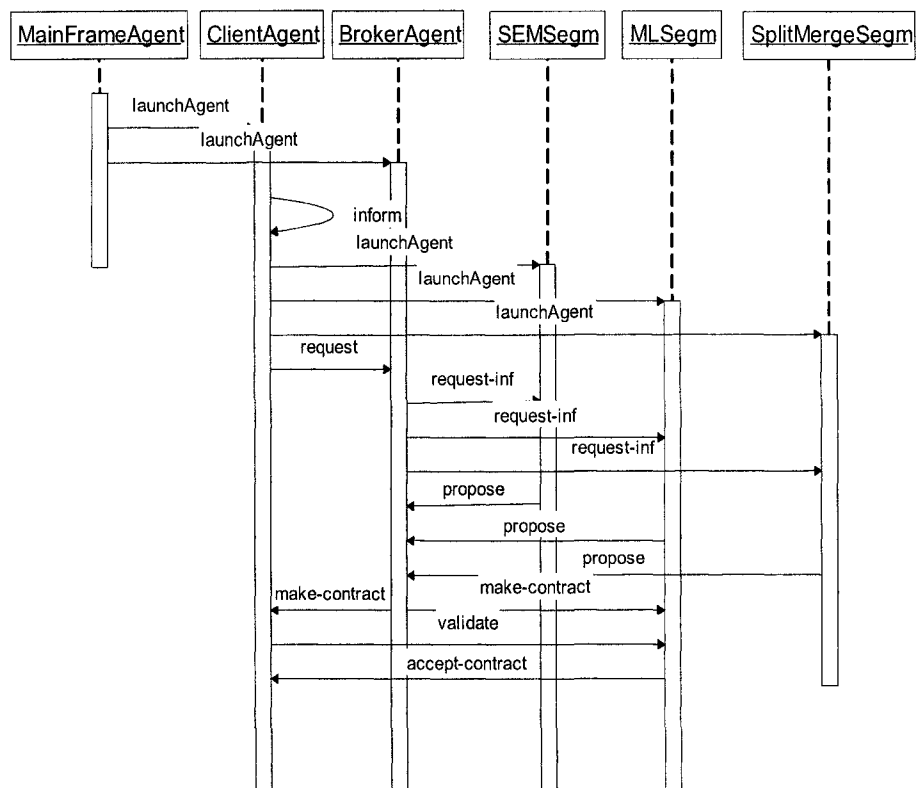 MainFrameAgent ClientAgent BrokerAgent SEMSegm MLSegm SplitMergeSegm
launchAgent
launchAgent
inform
launchAgent
launchAgent
launchAgent
request
request-inf
request-inf
request-inf
propose
propose
propose
make-contract make-contract
validate
accept-contract